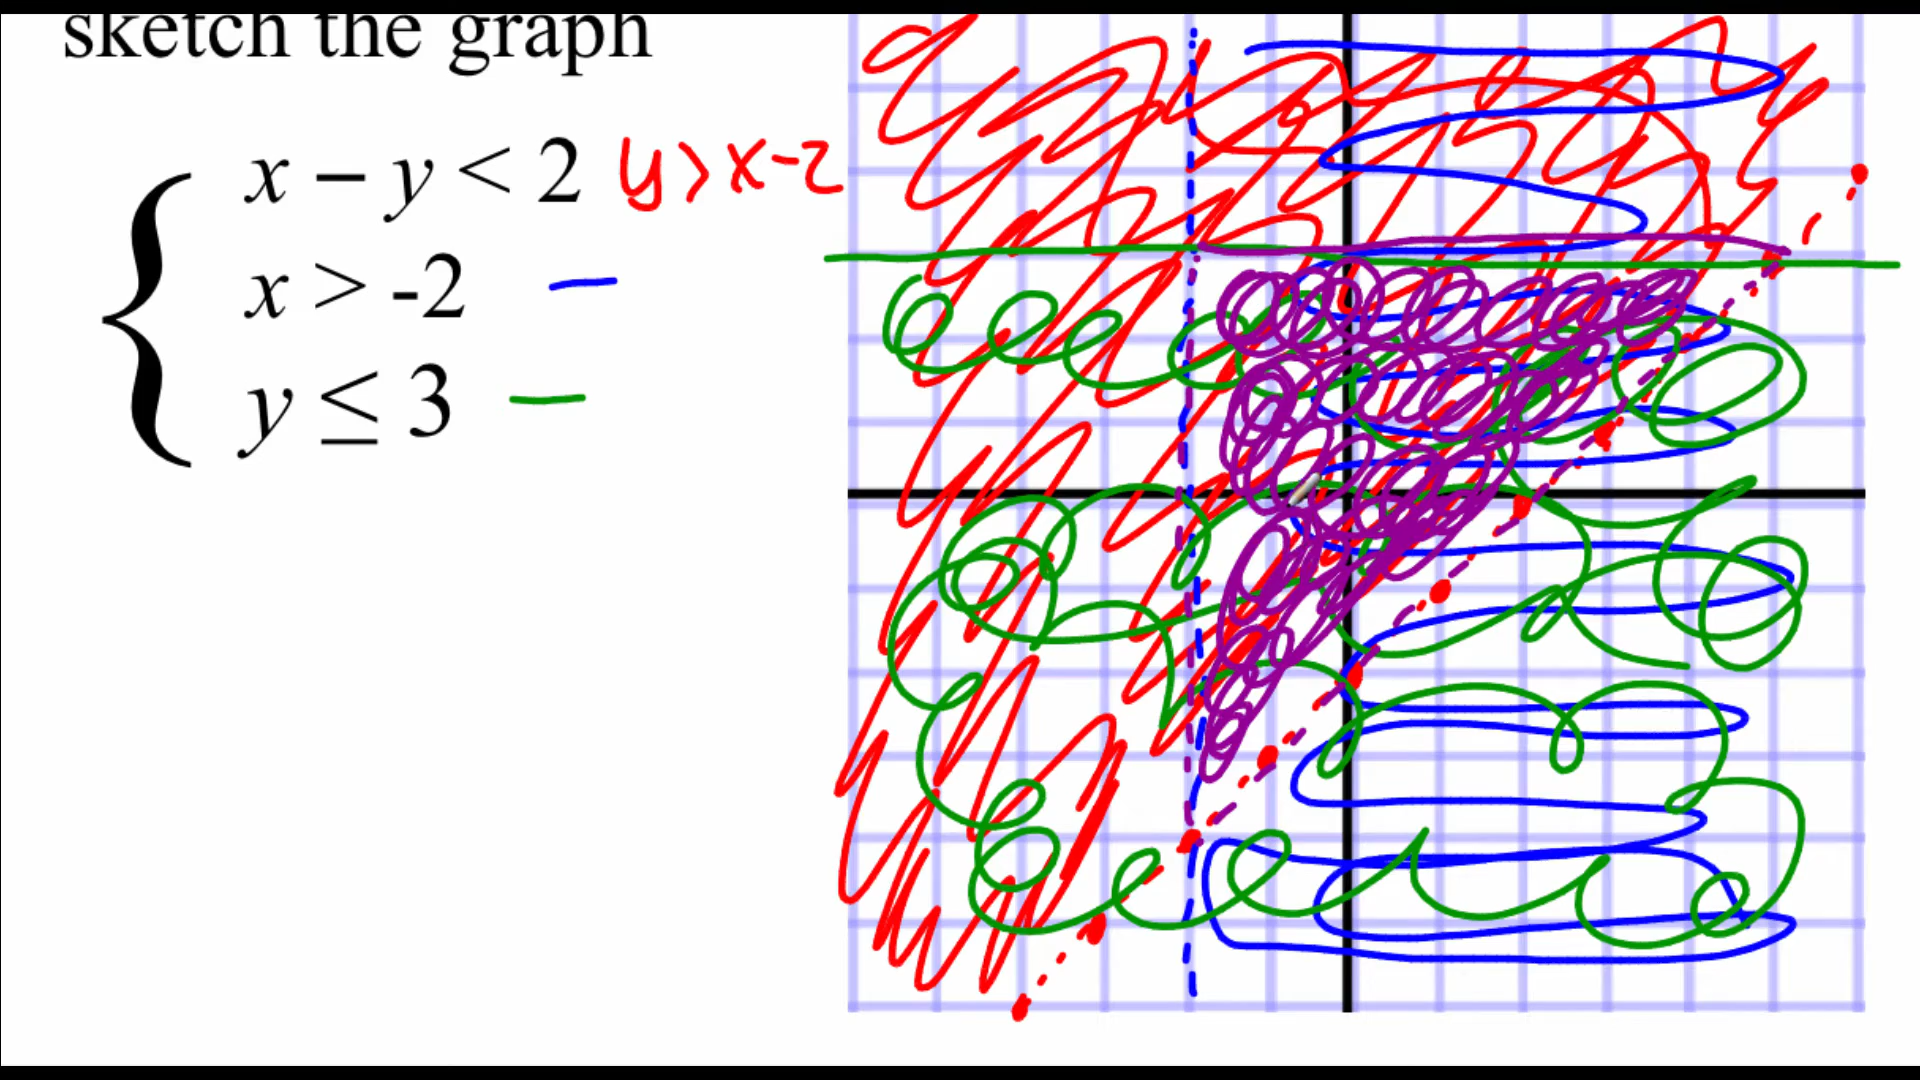 sketch the graph
x – y < 2 y > x-2
x > -2
y ≤ 3